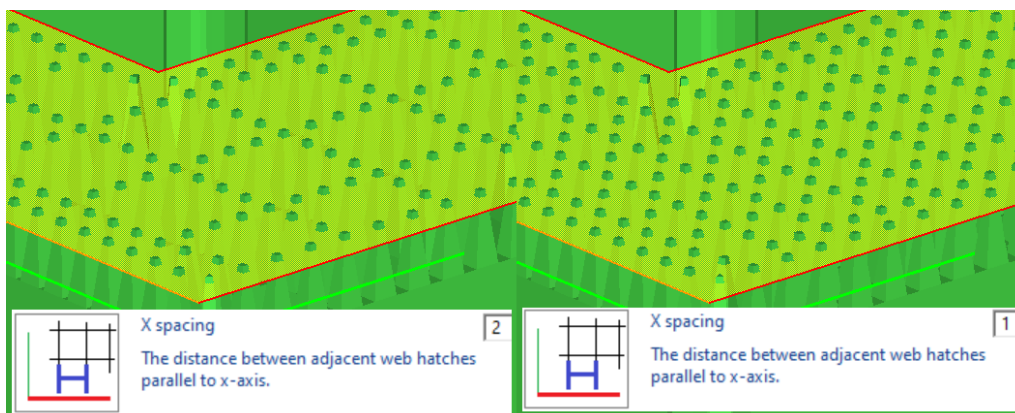 X spacing
2
The distance between adjacent web hatches
parallel to x-axis.
X spacing
1
The distance between adjacent web hatches
parallel to x-axis.